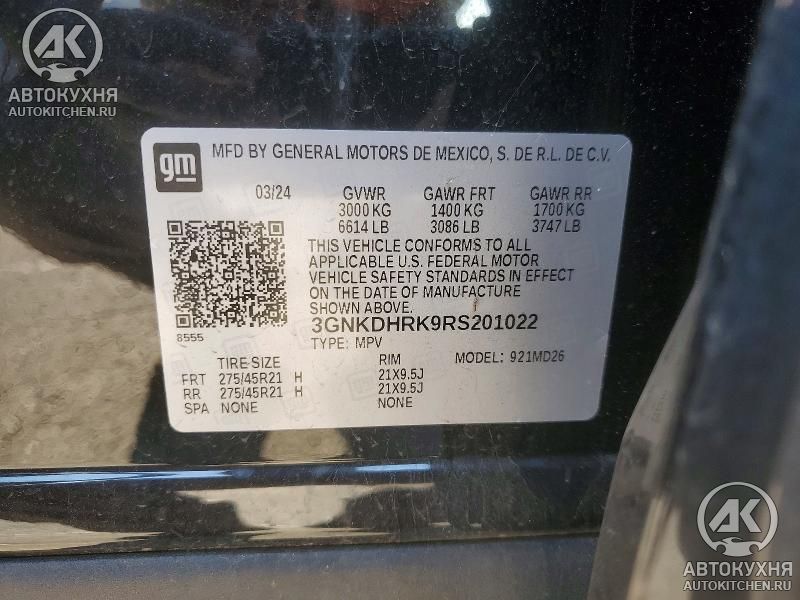 AK
АВТОКУХНЯ
AUTOKITCHEN.RU
gm
MFD BY GENERAL MOTORS DE MEXICO, S. DE R.L. DE C.V.
03/24 GVWR GAWR FRT GAWR RR
3000 KG 1400 KG 1700 KG
6614 LB 3086 LB 3747 LB
THIS VEHICLE CONFORMS TO ALL
APPLICABLE U.S. FEDERAL MOTOR
VEHICLE SAFETY STANDARDS IN EFFECT
ON THE DATE OF MANUFACTURE
SHOWN ABOVE.
3GNKDHRK9RS201022
8555
TYPE: MPV MODEL: 921MD26
TIRE SIZE RIM
FRT 275/45R21 H 21X9.5J
RR 275/45R21 H 21X9.5J
SPA NONE NONE
AK
АВТОКУХНЯ
AUTOKITCHEN.RU